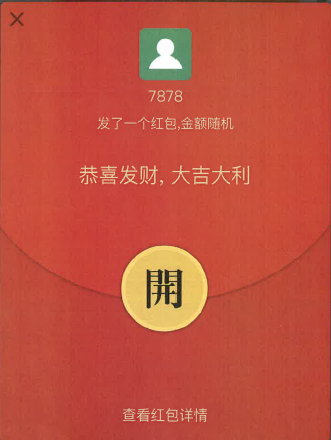 7878
发了一个红包,金额随机
恭喜发财, 大吉大利
開
查看红包详情